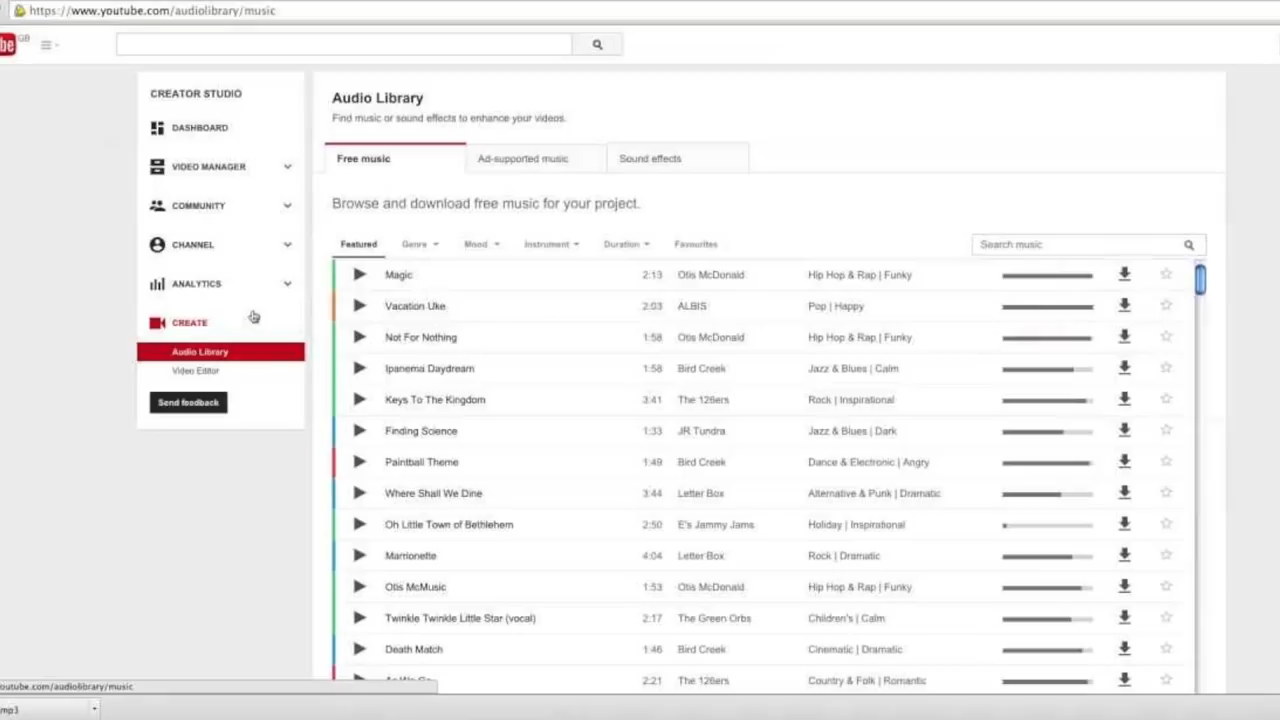 https://www.youtube.com/audiolibrary/music
be GB
CREATOR STUDIO
DASHBOARD
VIDEO MANAGER
COMMUNITY
CHANNEL
ANALYTICS
CREATE
Audio Library
Video Editor
Send feedback
Audio Library
Find music or sound effects to enhance your videos.
Free music Ad-supported music Sound effects
Browse and download free music for your project.
Featured Genre Mood Instrument Duration Favourites Search music
Magic 2:13 Otis McDonald Hip Hop & Rap | Funky
Vacation Uke 2:03 ALBIS Pop | Happy
Not For Nothing 1:58 Otis McDonald Hip Hop & Rap | Funky
Ipanema Daydream 1:58 Bird Creek Jazz & Blues | Calm
Keys To The Kingdom 3:41 The 126ers Rock | Inspirational
Finding Science 1:33 JR Tundra Jazz & Blues | Dark
Paintball Theme 1:49 Bird Creek Dance & Electronic | Angry
Where Shall We Dine 3:44 Letter Box Alternative & Punk | Dramatic
Oh Little Town of Bethlehem 2:50 E's Jammy Jams Holiday | Inspirational
Marrionette 4:04 Letter Box Rock | Dramatic
Otis McMusic 1:53 Otis McDonald Hip Hop & Rap | Funky
Twinkle Twinkle Little Star (vocal) 2:17 The Green Orbs Children's | Calm
Death Match 1:46 Bird Creek Cinematic | Dramatic
As We Go 2:21 The 126ers Country & Folk | Romantic
outube.com/audiolibrary/music
mp3